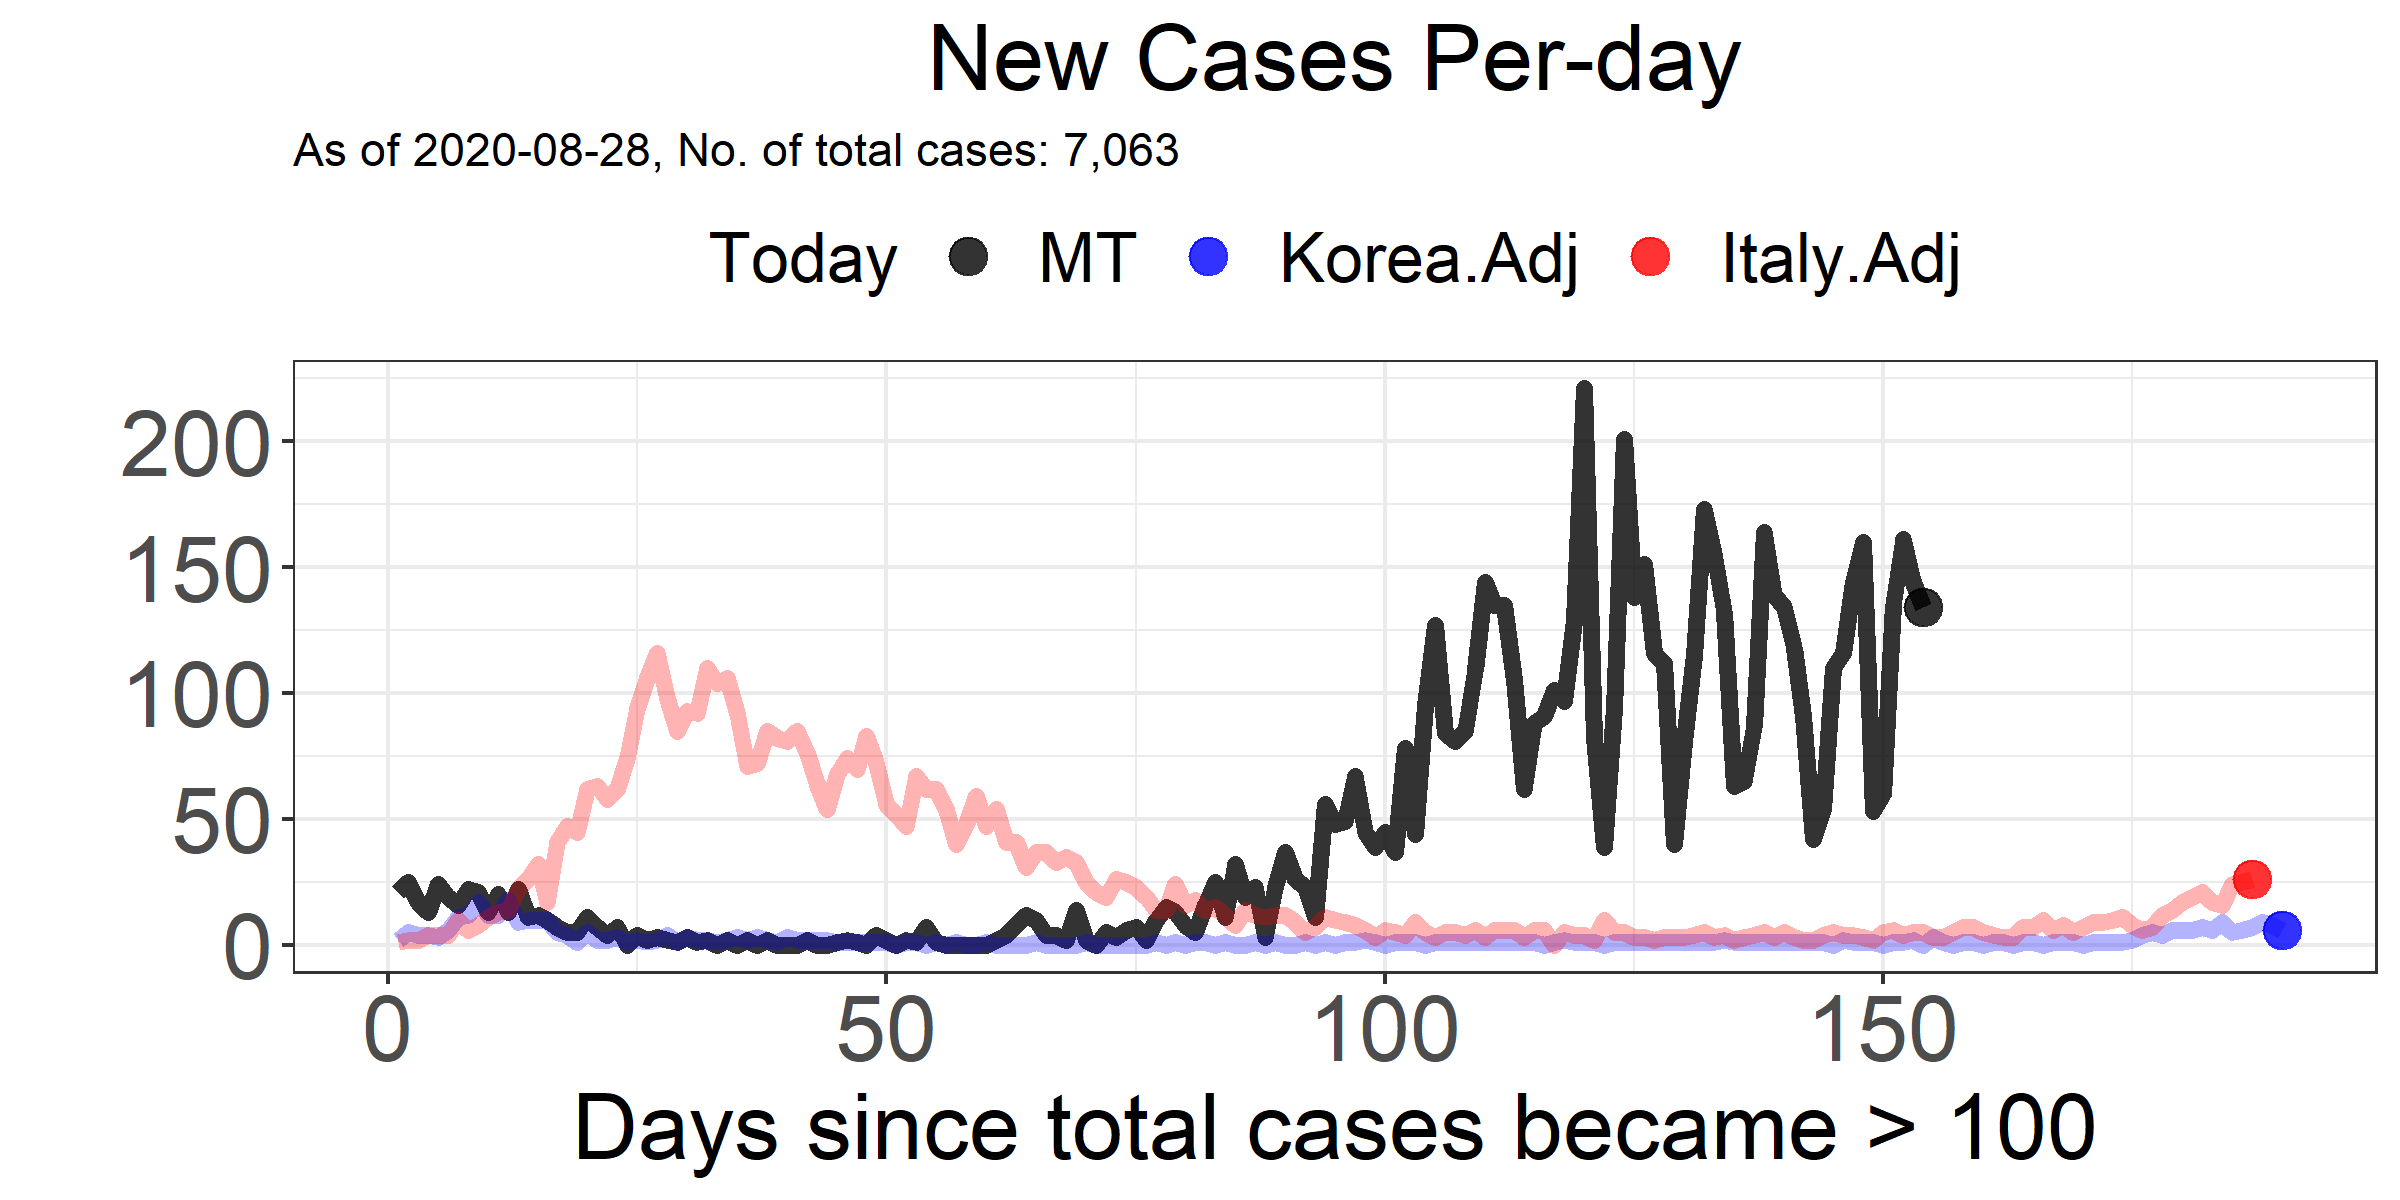 New Cases Per-day
As of 2020-08-28, No. of total cases: 7,063
Today MT Korea.Adj Italy.Adj
200
150
100
50
0
0 50 100 150
Days since total cases became > 100